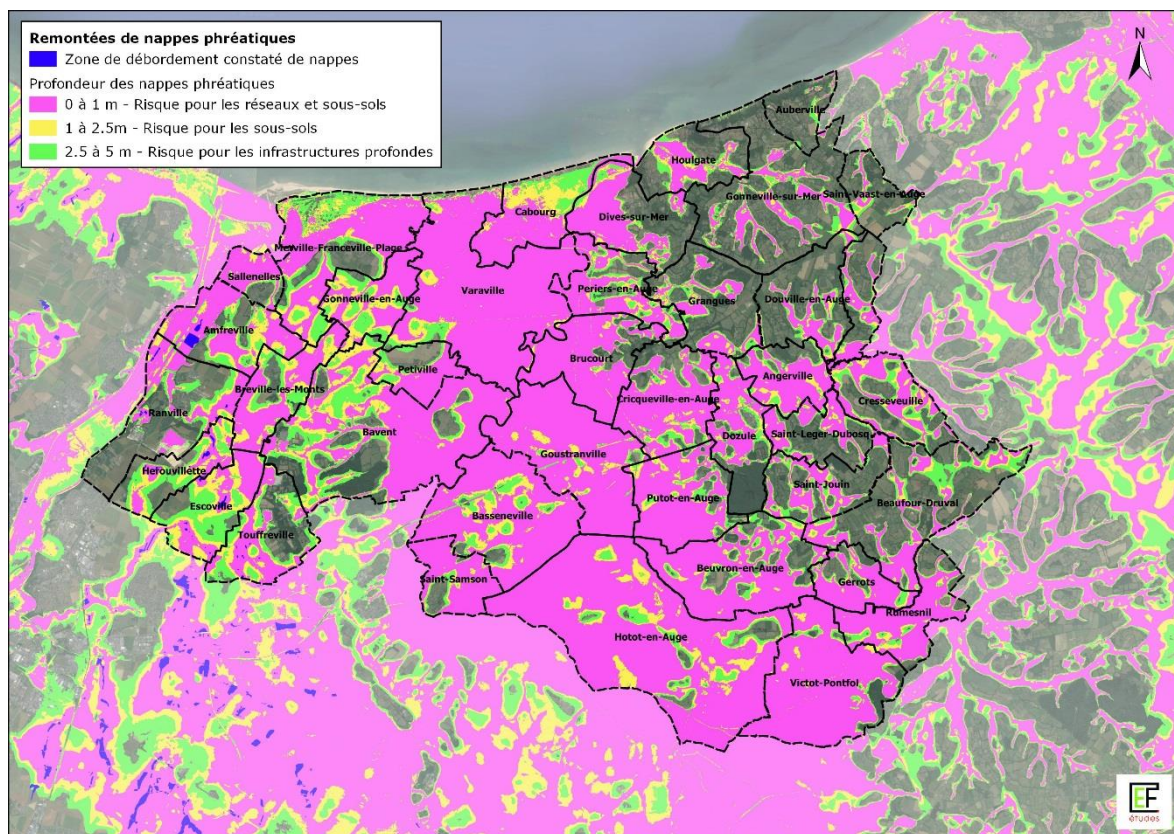 Remontées de nappes phréatiques
Zone de débordement constaté de nappes
Profondeur des nappes phréatiques
0 à 1 m - Risque pour les réseaux et sous-sols
1 à 2.5m - Risque pour les sous-sols
2.5 à 5 m - Risque pour les infrastructures profondes
N
Auberville
Houlgate
Gonneville-sur-Mer
Saint-Vaast-en-Auge
Cabourg
Dives-sur-Mer
Merville-Franceville-Plage
Sallenelles
Gonneville-en-Auge
Varaville
Periers-en-Auge
Grangues
Douville-en-Auge
Amfreville
Brucourt
Petiville
Angerville
Breville-les-Monts
Cricqueville-en-Auge
Cresseveuille
Ranville
Bavent
Dozule
Saint-Leger-Dubosq
Goustranville
Herouvillette
Saint-Jouin
Putot-en-Auge
Beaufour-Druval
Escoville
Basseneville
Touffreville
Beuvron-en-Auge
Saint-Samson
Gerrots
Rumesnil
Hotot-en-Auge
Victot-Pontfol
CEF
études